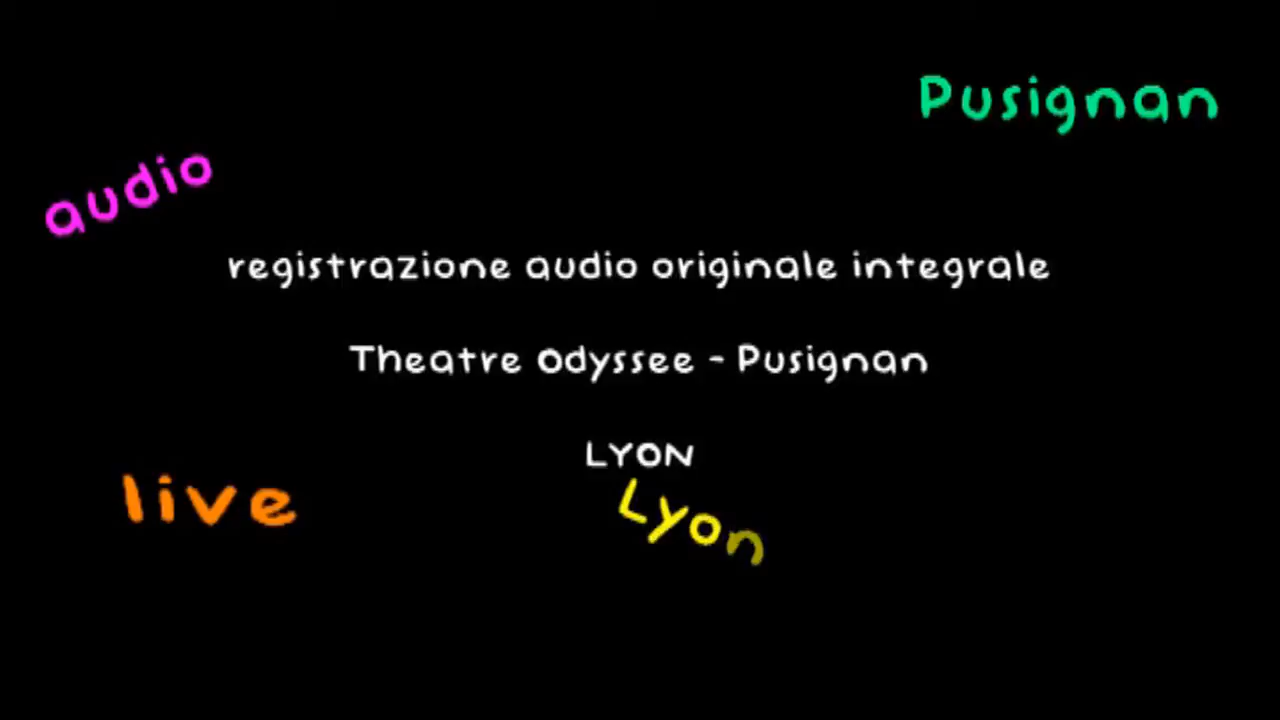 Pusignan
audio
registrazione audio originale integrale
Theatre Odyssee - Pusignan
LYON
live
Lyon